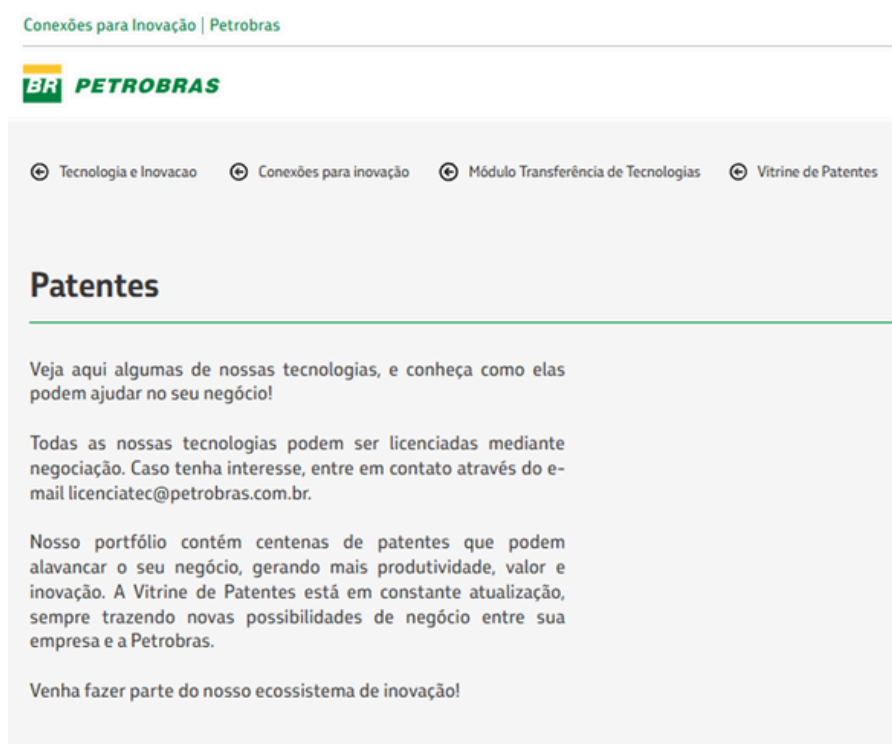 Conexões para Inovação | Petrobras
BR PETROBRAS
Tecnologia e Inovacao Conexões para inovação Módulo Transferência de Tecnologias Vitrine de Patentes
Patentes
Veja aqui algumas de nossas tecnologias, e conheça como elas
podem ajudar no seu negócio!
Todas as nossas tecnologias podem ser licenciadas mediante
negociação. Caso tenha interesse, entre em contato através do e-
mail licenciatec@petrobras.com.br.
Nosso portfólio contém centenas de patentes que podem
alavancar o seu negócio, gerando mais produtividade, valor e
inovação. A Vitrine de Patentes está em constante atualização,
sempre trazendo novas possibilidades de negócio entre sua
empresa e a Petrobras.
Venha fazer parte do nosso ecossistema de inovação!